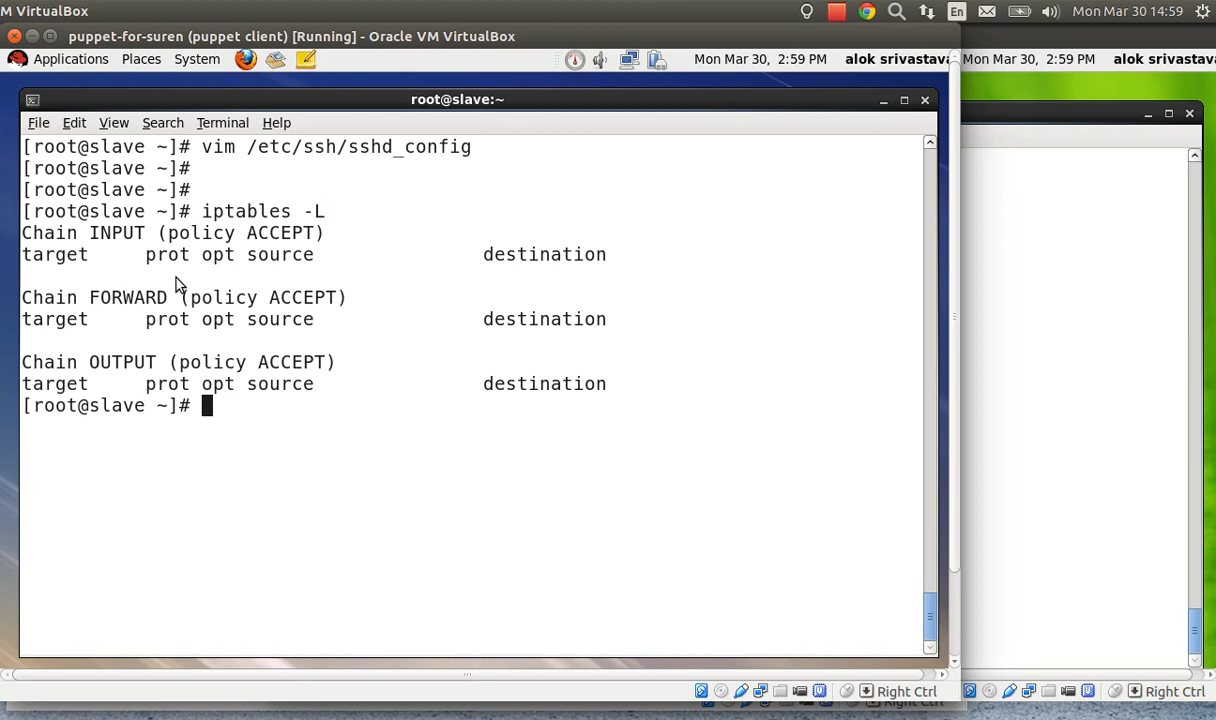 M VirtualBox
En
Mon Mar 30 14:59
puppet-for-suren (puppet client) [Running] - Oracle VM VirtualBox
Applications Places System
Mon Mar 30, 2:59 PM
alok srivastava
Mon Mar 30, 2:59 PM
alok srivastav
root@slave:~
File Edit View Search Terminal Help
[root@slave ~]# vim /etc/ssh/sshd_config
[root@slave ~]#
[root@slave ~]#
[root@slave ~]# iptables -L
Chain INPUT (policy ACCEPT)
target prot opt source destination
Chain FORWARD (policy ACCEPT)
target prot opt source destination
Chain OUTPUT (policy ACCEPT)
target prot opt source destination
[root@slave ~]#
Right Ctrl
Right Ctrl